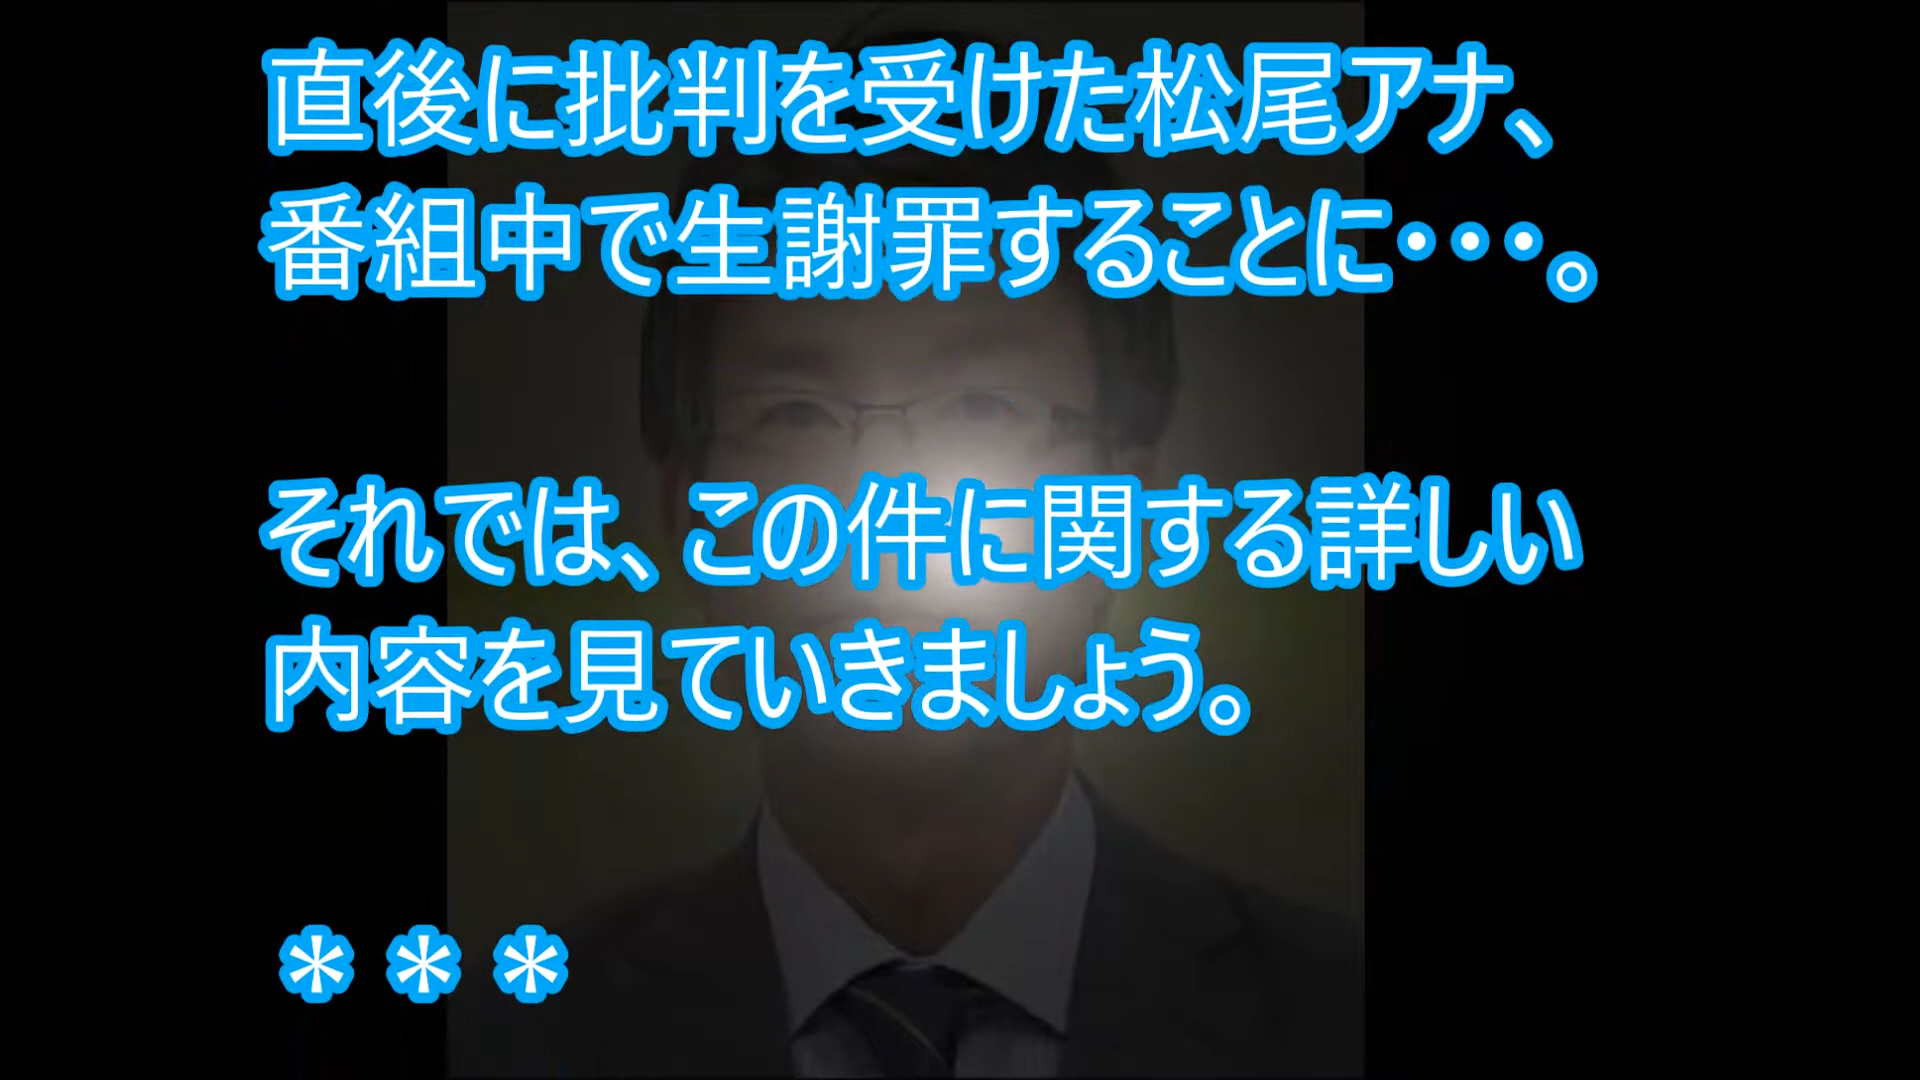 直後に批判を受けた松尾アナ、
番組中で生謝罪することに・・・。
それでは、この件に関する詳しい
内容を見ていきましょう。
＊＊＊